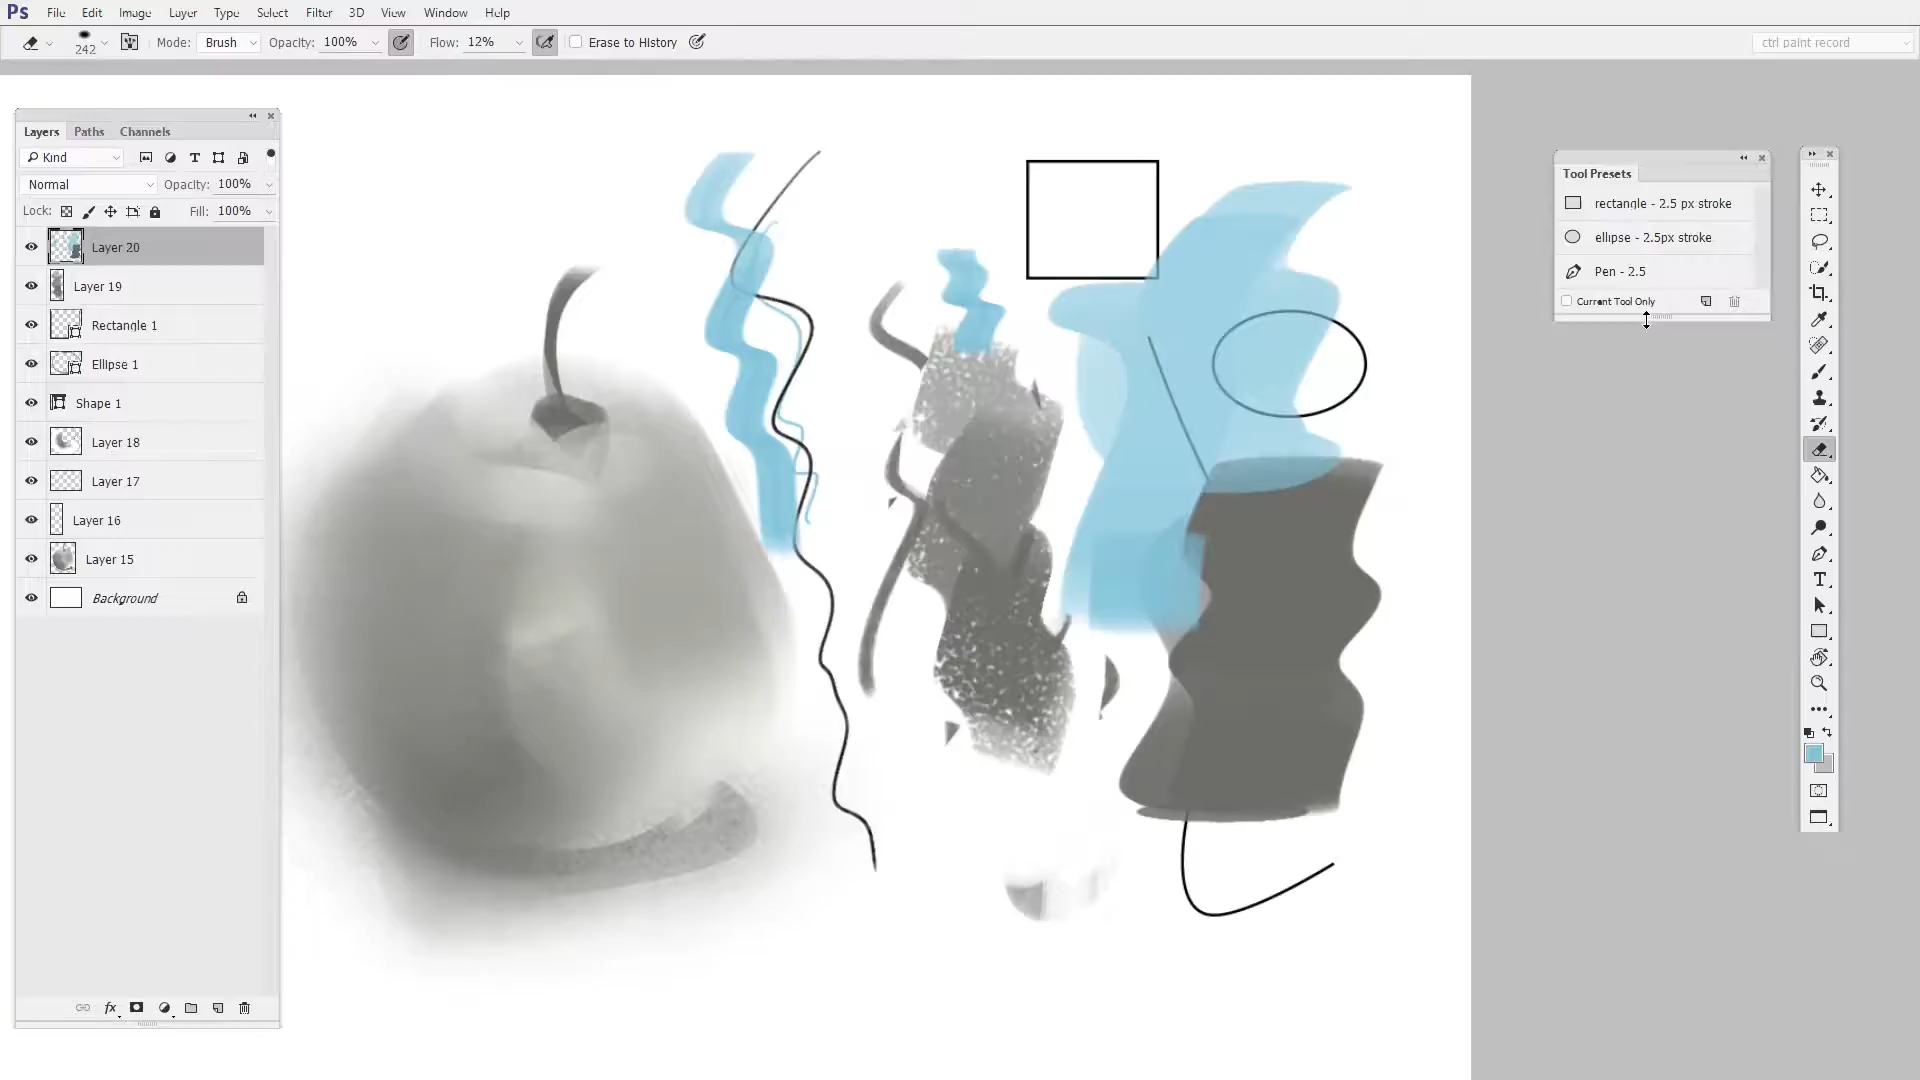 Ps File Edit Image Layer Type Select Filter 3D View Window Help
242 Mode: Brush Opacity: 100% Flow: 12% Erase to History ctrl paint record
Layers Paths Channels
Kind
Normal Opacity: 100%
Lock: Fill: 100%
Layer 20
Layer 19
Rectangle 1
Ellipse 1
Shape 1
Layer 18
Layer 17
Layer 16
Layer 15
Background
fx
Tool Presets
rectangle - 2.5 px stroke
ellipse - 2.5px stroke
Pen - 2.5
Current Tool Only